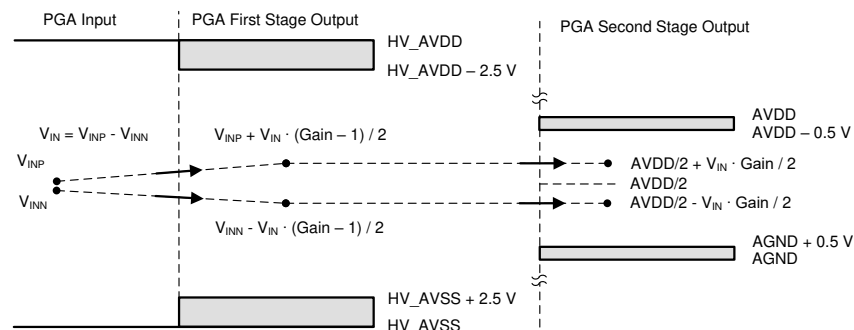 PGA Input
PGA First Stage Output
PGA Second Stage Output
HV_AVDD
HV_AVDD – 2.5 V
AVDD
AVDD – 0.5 V
V_INP + V_IN · (Gain – 1) / 2
V_IN = V_INP - V_INN
V_INP
V_INN
AVDD/2 + V_IN · Gain / 2
AVDD/2
AVDD/2 - V_IN · Gain / 2
V_INN - V_IN · (Gain – 1) / 2
AGND + 0.5 V
AGND
HV_AVSS + 2.5 V
HV_AVSS